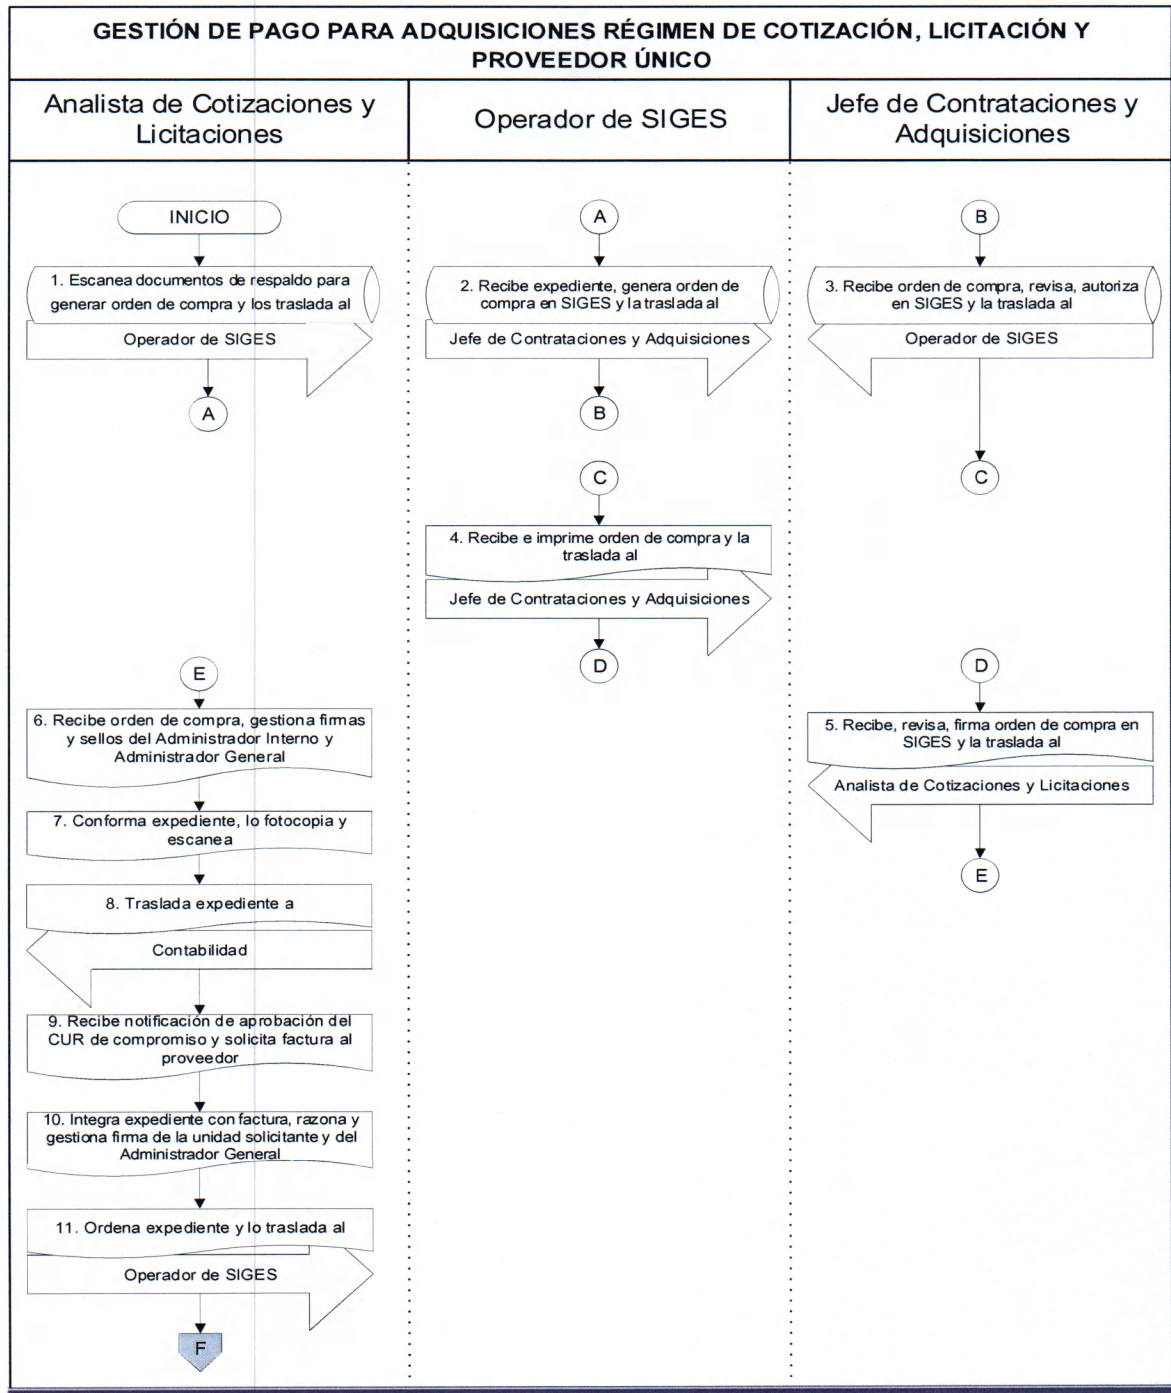 GESTIÓN DE PAGO PARA ADQUISICIONES RÉGIMEN DE COTIZACIÓN, LICITACIÓN Y
PROVEEDOR ÚNICO
Analista de Cotizaciones y
Licitaciones
Operador de SIGES
Jefe de Contrataciones y
Adquisiciones
INICIO
1. Escanea documentos de respaldo para
generar orden de compra y los traslada al
Operador de SIGES
A
A
2. Recibe expediente, genera orden de
compra en SIGES y la traslada al
Jefe de Contrataciones y Adquisiciones
B
B
3. Recibe orden de compra, revisa, autoriza
en SIGES y la traslada al
Operador de SIGES
C
C
4. Recibe e imprime orden de compra y la
traslada al
Jefe de Contrataciones y Adquisiciones
D
D
5. Recibe, revisa, firma orden de compra en
SIGES y la traslada al
Analista de Cotizaciones y Licitaciones
E
E
6. Recibe orden de compra, gestiona firmas
y sellos del Administrador Interno y
Administrador General
7. Conforma expediente, lo fotocopia y
escanea
8. Traslada expediente a
Contabilidad
9. Recibe notificación de aprobación del
CUR de compromiso y solicita factura al
proveedor
10. Integra expediente con factura, razona y
gestiona firma de la unidad solicitante y del
Administrador General
11. Ordena expediente y lo traslada al
Operador de SIGES
F